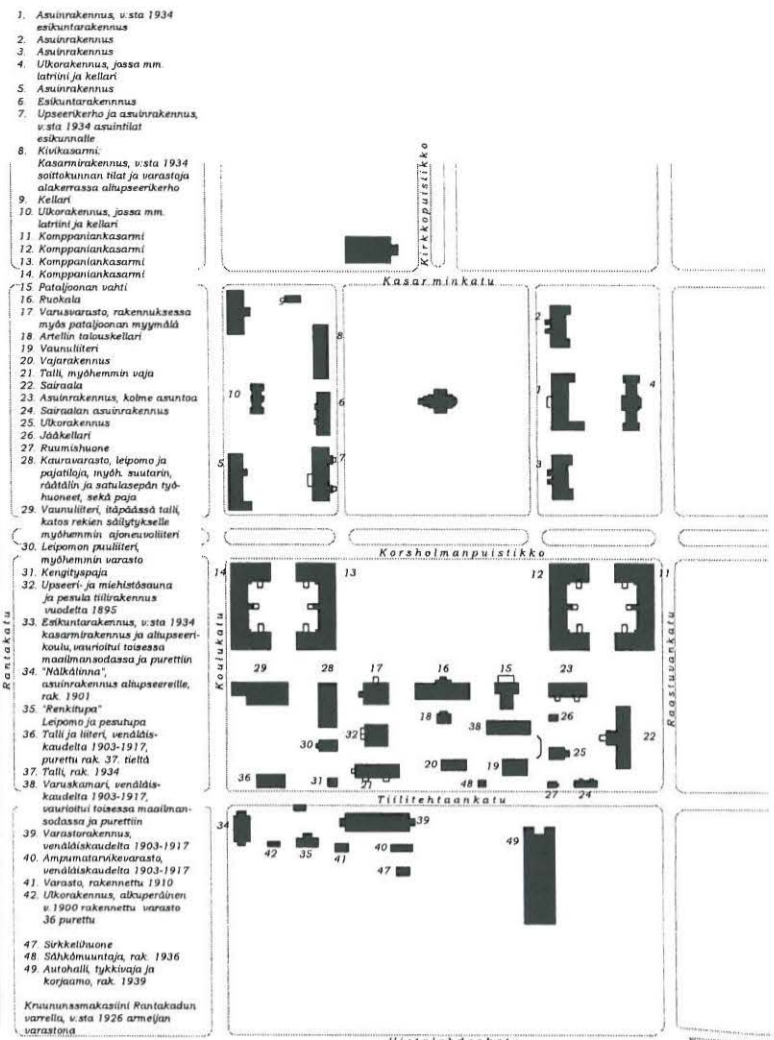 1. Asuinrakennus, v:sta 1934
esikuntarakennus
2. Asuinrakennus
3. Asuinrakennus
4. Ulkorakennus, jossa mm.
latriini ja kellari
5. Asuinrakennus
6. Esikuntarakennnus
7. Upseerikerho ja asuinrakennus,
v:sta 1934 asuintilat
esikunnalle
8. Kivikasarmi:
Kasarmirakennus, v:sta 1934
soittokunnan tilat ja varastoja
alakerrassa aliupseerikerho
9. Kellari
10. Ulkorakennus, jossa mm.
latriini ja kellari
11 Komppaniankasarmi
12. Komppaniankasarmi
13. Komppaniankasarmi
14. Komppaniankasarmi
15 Pataljoonan vahti
16. Ruokala
17 Varusvarasto, rakennuksessa
myös pataljoonan myymälä
18. Artellin talouskellari
19. Vaunuliiteri
20. Vajarakennus
21. Talli, myöhemmin vaja
22. Sairaala
23. Asuinrakennus, kolme asuntoa
24. Sairaalan asuinrakennus
25. Ulkorakennus
26. Jääkellari
27. Ruumishuone
28. Kauravarasto, leipomo ja
pajatiloja, myöh. suutarin,
räätälin ja satulasepän työ-
huoneet, sekä paja
29. Vaunuliiteri, itäpäässä talli,
katos rekien säilytykselle
myöhemmin ajoneuvoliiteri
30. Leipomon puuliiteri,
myöhemmin varasto
31. Kengityspaja
32. Upseeri- ja miehistösauna
ja pesula tiilirakennus
vuodelta 1895
33. Esikuntarakennus, v:sta 1934
kasarmirakennus ja aliupseeri-
koulu, vaurioitui toisessa
maailmansodassa ja purettiin
34. "Nälkälinna",
asuinrakennus aliupseereille,
rak. 1901
35. "Renkitupa"
Leipomo ja pesutupa
36. Talli ja liiteri, venäläis-
kaudelta 1903-1917,
purettu rak. 37. tieltä
37. Talli, rak. 1934
38. Varuskamari, venäläis-
kaudelta 1903-1917,
vaurioitui toisessa maailman-
sodassa ja purettiin
39. Varastorakennus,
venäläiskaudelta 1903-1917
40. Ampumatarvikevarasto,
venäläiskaudelta 1903-1917
41. Varasto, rakennettu 1910
42. Ulkorakennus, alkuperäinen
v. 1900 rakennettu varasto
36 purettu
47. Sirkkelihuone
48. Sähkömuuntaja, rak. 1936
49. Autohalli, tykkivaja ja
korjaamo, rak. 1939
Kruununssmakasiini Rantakadun
varrella, v:sta 1926 armeijan
varastona
Kirkkopuistikko
Kasarminkatu
9
2
8
10
6
1
4
5
7
3
Korsholmanpuistikko
Rantakatu
Koulukatu
Raastuvankatu
14
13
12
11
29
28
17
16
15
23
18
38
26
32
30
25
22
20
19
36
31
21
48
27
24
Tiilitehtaankatu
34
39
49
42
35
41
40
47